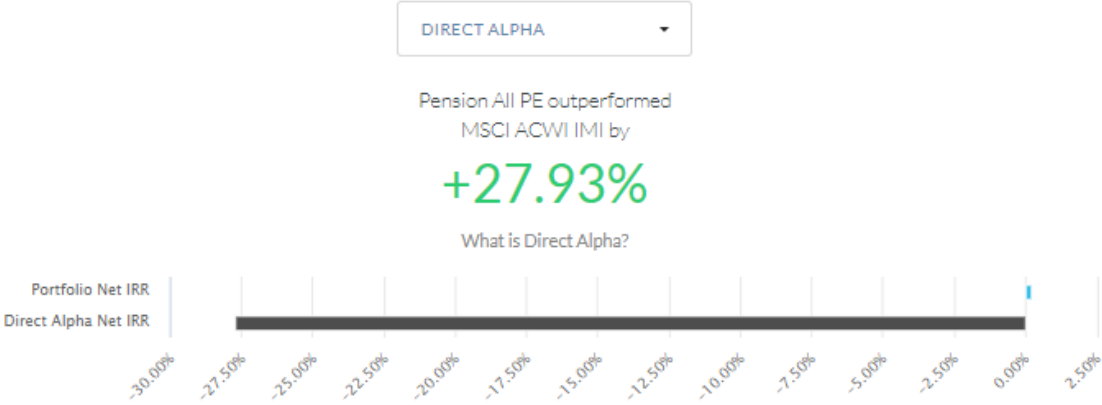 DIRECT ALPHA
Pension All PE outperformed
MSCI ACWI IMI by
+27.93%
What is Direct Alpha?
Portfolio Net IRR
Direct Alpha Net IRR
-30.00% -27.50% -25.00% -22.50% -20.00% -17.50% -15.00% -12.50% -10.00% -7.50% -5.00% -2.50% 0.00% 2.50%